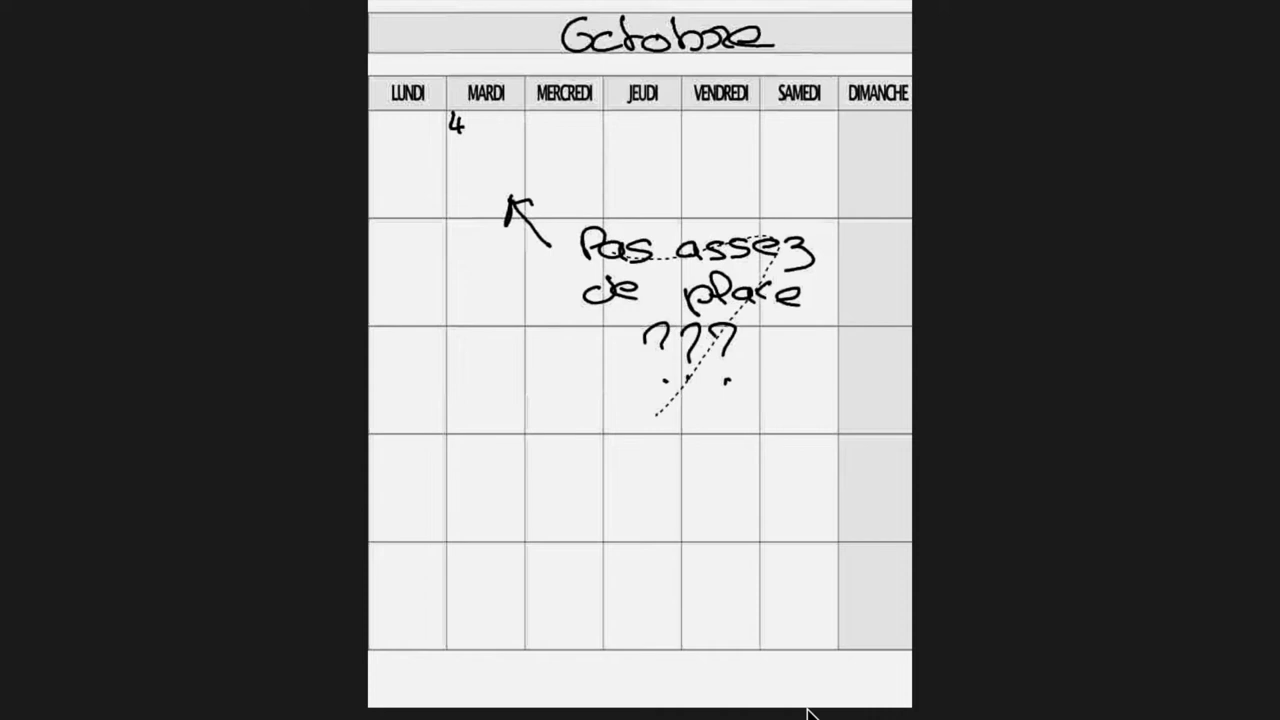 Octobre
LUNDI MARDI MERCREDI JEUDI VENDREDI SAMEDI DIMANCHE
4
Pas assez
de place
???